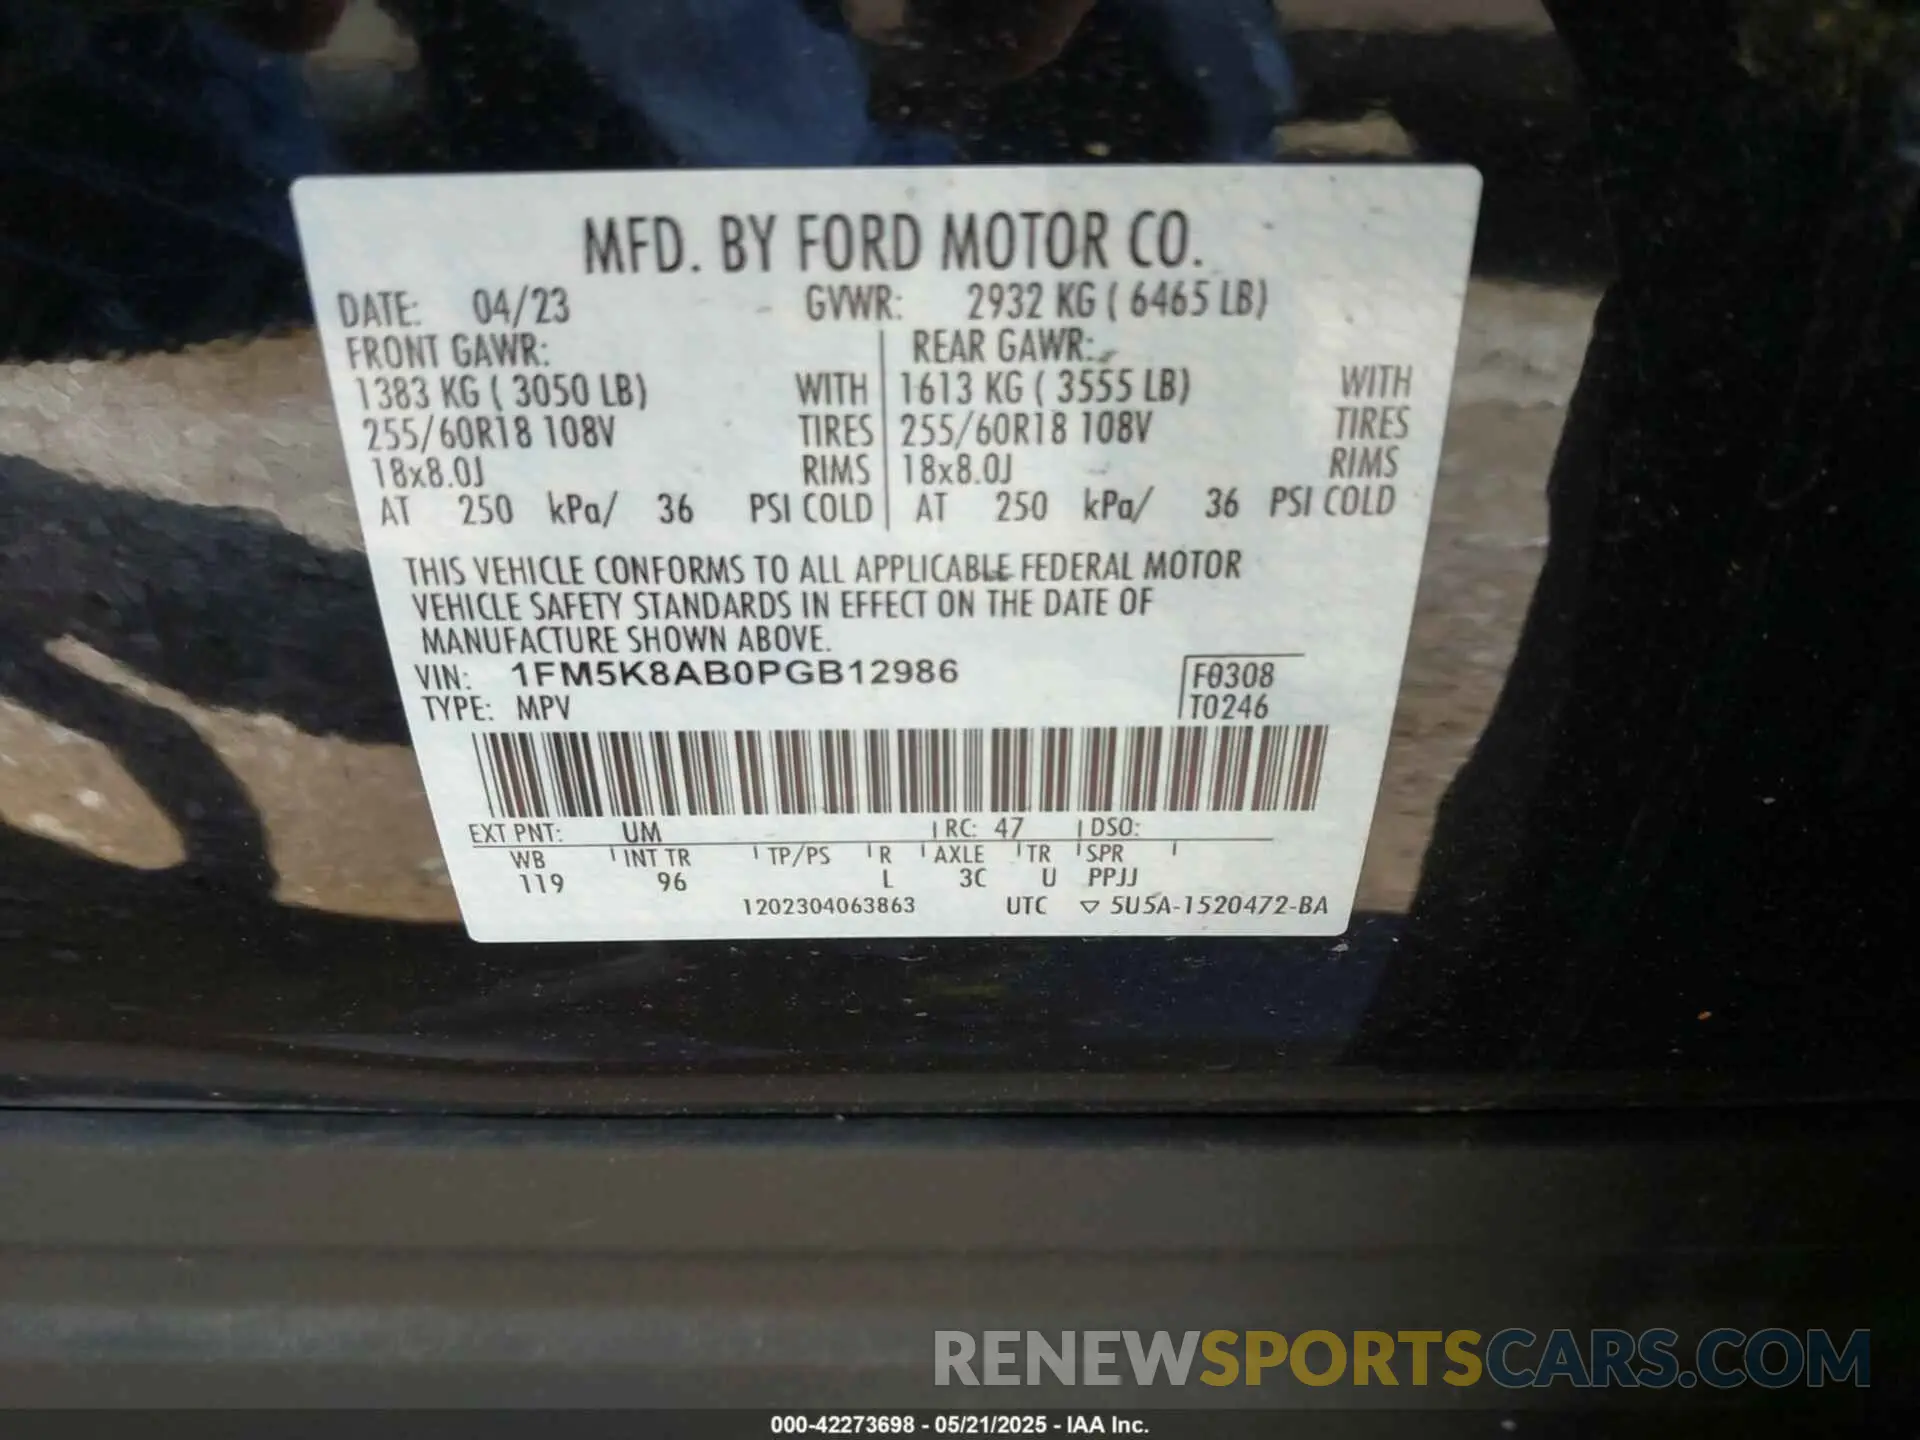 MFD. BY FORD MOTOR CO.
DATE: 04/23 GVWR: 2932 KG ( 6465 LB)
FRONT GAWR: REAR GAWR:
1383 KG ( 3050 LB) WITH 1613 KG ( 3555 LB) WITH
255/60R18 108V TIRES 255/60R18 108V TIRES
18x8.0J RIMS 18x8.0J RIMS
AT 250 kPa/ 36 PSI COLD AT 250 kPa/ 36 PSI COLD
THIS VEHICLE CONFORMS TO ALL APPLICABLE FEDERAL MOTOR
VEHICLE SAFETY STANDARDS IN EFFECT ON THE DATE OF
MANUFACTURE SHOWN ABOVE.
VIN: 1FM5K8AB0PGB12986 F0308
TYPE: MPV T0246
EXT PNT: UM RC: 47 DSO:
WB INT TR TP/PS R AXLE TR SPR
119 96 L 3C U PPJJ
1202304063863 UTC ▽ 5U5A-1520472-BA
RENEWSPORTSCARS.COM
000-42273698 - 05/21/2025 - IAA Inc.